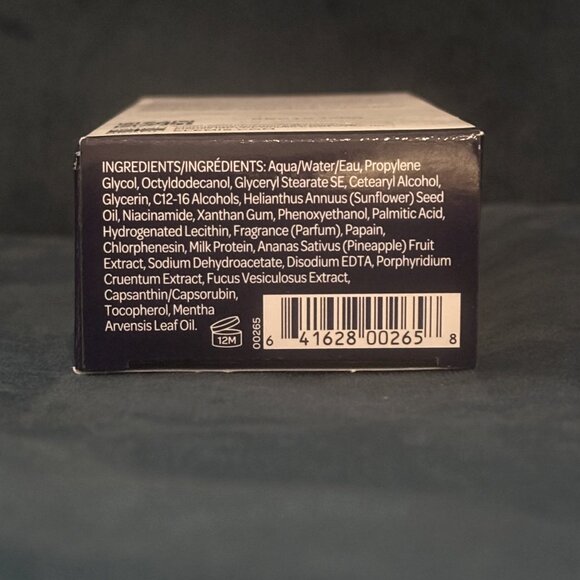 INGREDIENTS/INGRÉDIENTS: Aqua/Water/Eau, Propylene
Glycol, Octyldodecanol, Glyceryl Stearate SE, Cetearyl Alcohol,
Glycerin, C12-16 Alcohols, Helianthus Annuus (Sunflower) Seed
Oil, Niacinamide, Xanthan Gum, Phenoxyethanol, Palmitic Acid,
Hydrogenated Lecithin, Fragrance (Parfum), Papain,
Chlorphenesin, Milk Protein, Ananas Sativus (Pineapple) Fruit
Extract, Sodium Dehydroacetate, Disodium EDTA, Porphyridium
Cruentum Extract, Fucus Vesiculosus Extract,
Capsanthin/Capsorubin,
Tocopherol, Mentha
Arvensis Leaf Oil.
12M
00265
6 41628 00265 8